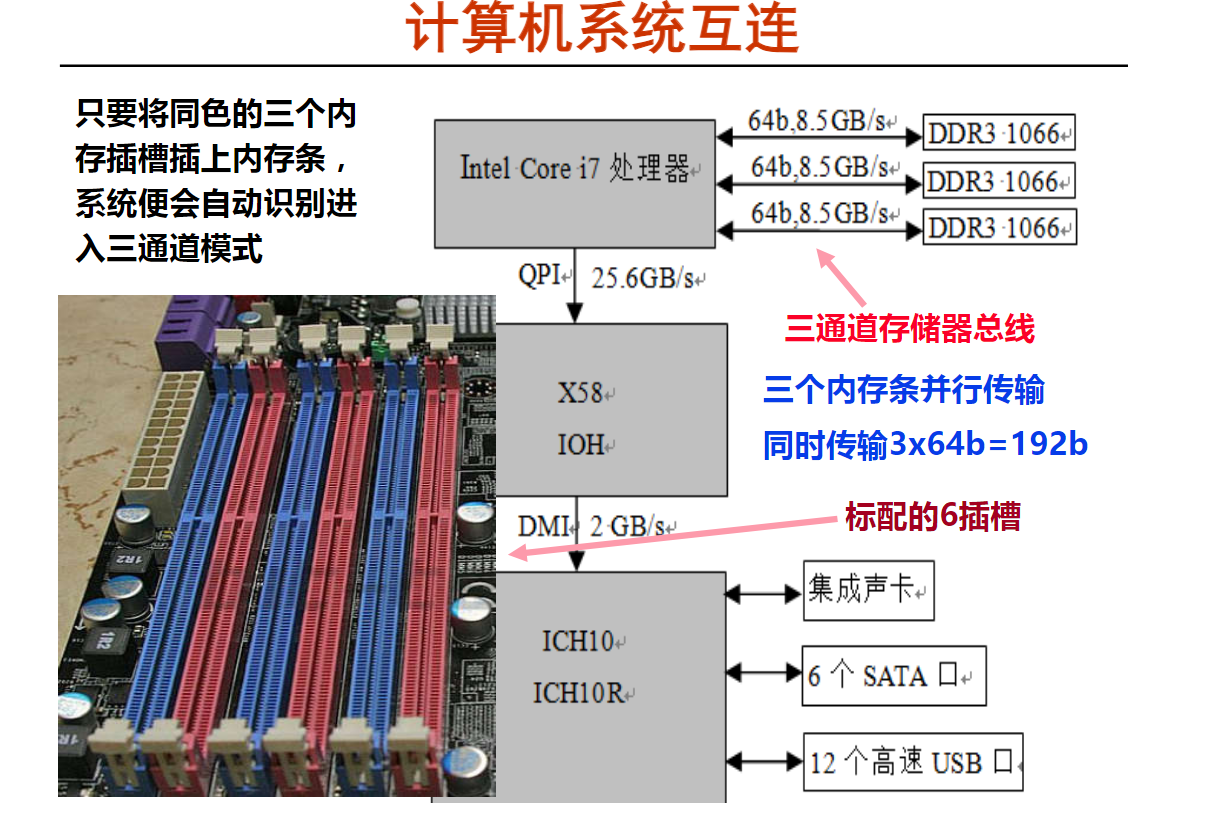 计算机系统互连
只要将同色的三个内
存插槽插上内存条，
系统便会自动识别进
入三通道模式
Intel Core i7 处理器
64b,8.5GB/s
DDR3 1066
64b,8.5GB/s
DDR3 1066
64b,8.5GB/s
DDR3 1066
QPI 25.6GB/s
三通道存储器总线
X58
IOH
三个内存条并行传输
同时传输3x64b=192b
DMI 2 GB/s
标配的6插槽
1R2
1R2
1R2
ICH10
ICH10R
集成声卡
6 个 SATA 口
12 个高速 USB 口